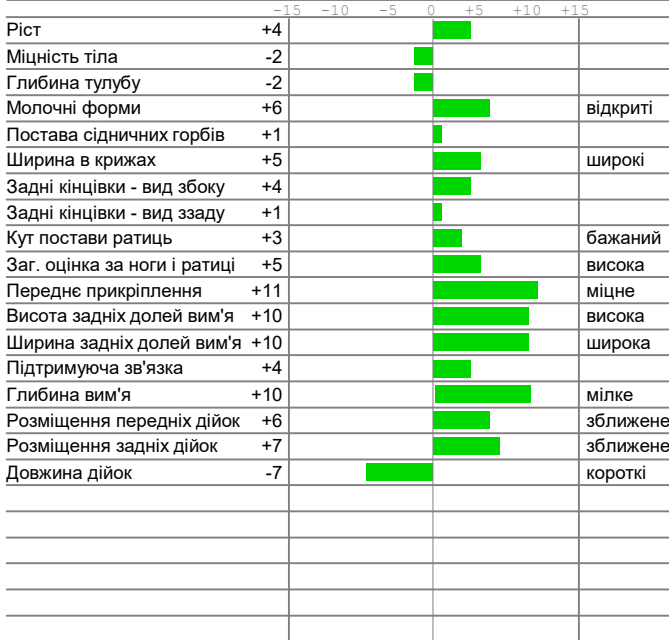 -15 -10 -5 0 +5 +10 +15
Ріст +4
Міцність тіла -2
Глибина тулубу -2
Молочні форми +6 відкриті
Постава сідничних горбів +1
Ширина в крижах +5 широкі
Задні кінцівки - вид збоку +4
Задні кінцівки - вид ззаду +1
Кут постави ратиць +3 бажаний
Заг. оцінка за ноги і ратиці +5 висока
Переднє прикріплення +11 міцне
Висота задніх долей вим'я +10 висока
Ширина задніх долей вим'я +10 широка
Підтримуюча зв'язка +4
Глибина вим'я +10 мілке
Розміщення передніх дійок +6 зближене
Розміщення задніх дійок +7 зближене
Довжина дійок -7 короткі